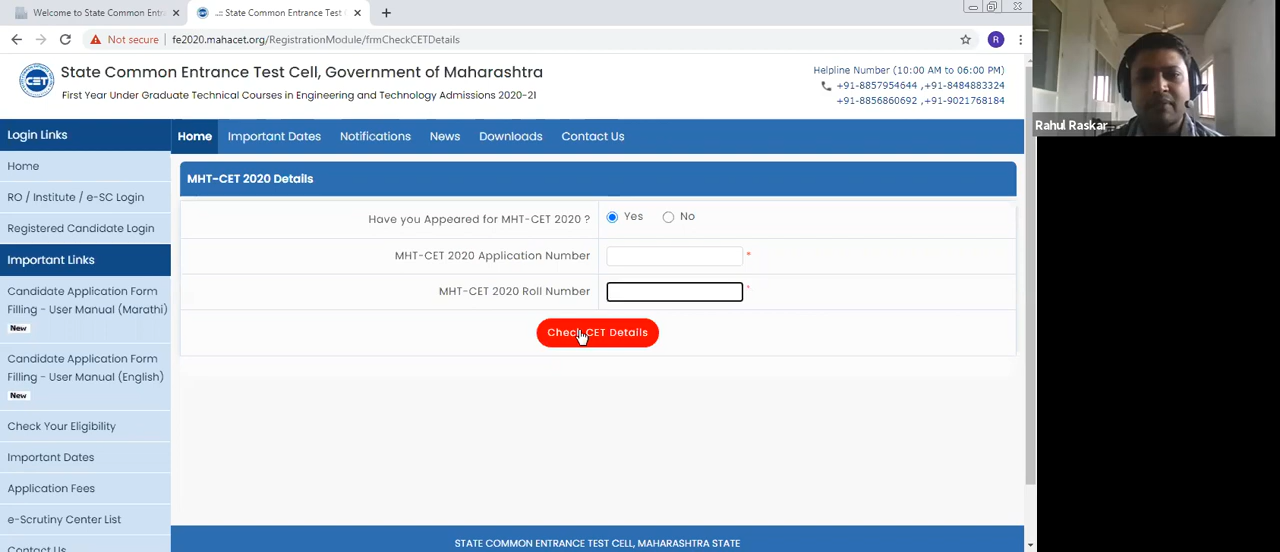 Welcome to State Common Entran
..:: State Common Entrance Test
Not secure
fe2020.mahacet.org/RegistrationModule/frmCheckCETDetails
R
CET
State Common Entrance Test Cell, Government of Maharashtra
First Year Under Graduate Technical Courses in Engineering and Technology Admissions 2020-21
Helpline Number (10:00 AM to 06:00 PM)
+91-8857954644 ,+91-8484883324
+91-8856860692 ,+91-9021768184
Rahul Raskar
Login Links
Home
RO / Institute / e-SC Login
Registered Candidate Login
Important Links
Candidate Application Form
Filling - User Manual (Marathi)
New
Candidate Application Form
Filling - User Manual (English)
New
Check Your Eligibility
Important Dates
Application Fees
e-Scrutiny Center List
Contact Us
Home Important Dates Notifications News Downloads Contact Us
MHT-CET 2020 Details
Have you Appeared for MHT-CET 2020 ? Yes No
MHT-CET 2020 Application Number *
MHT-CET 2020 Roll Number *
Check CET Details
STATE COMMON ENTRANCE TEST CELL, MAHARASHTRA STATE